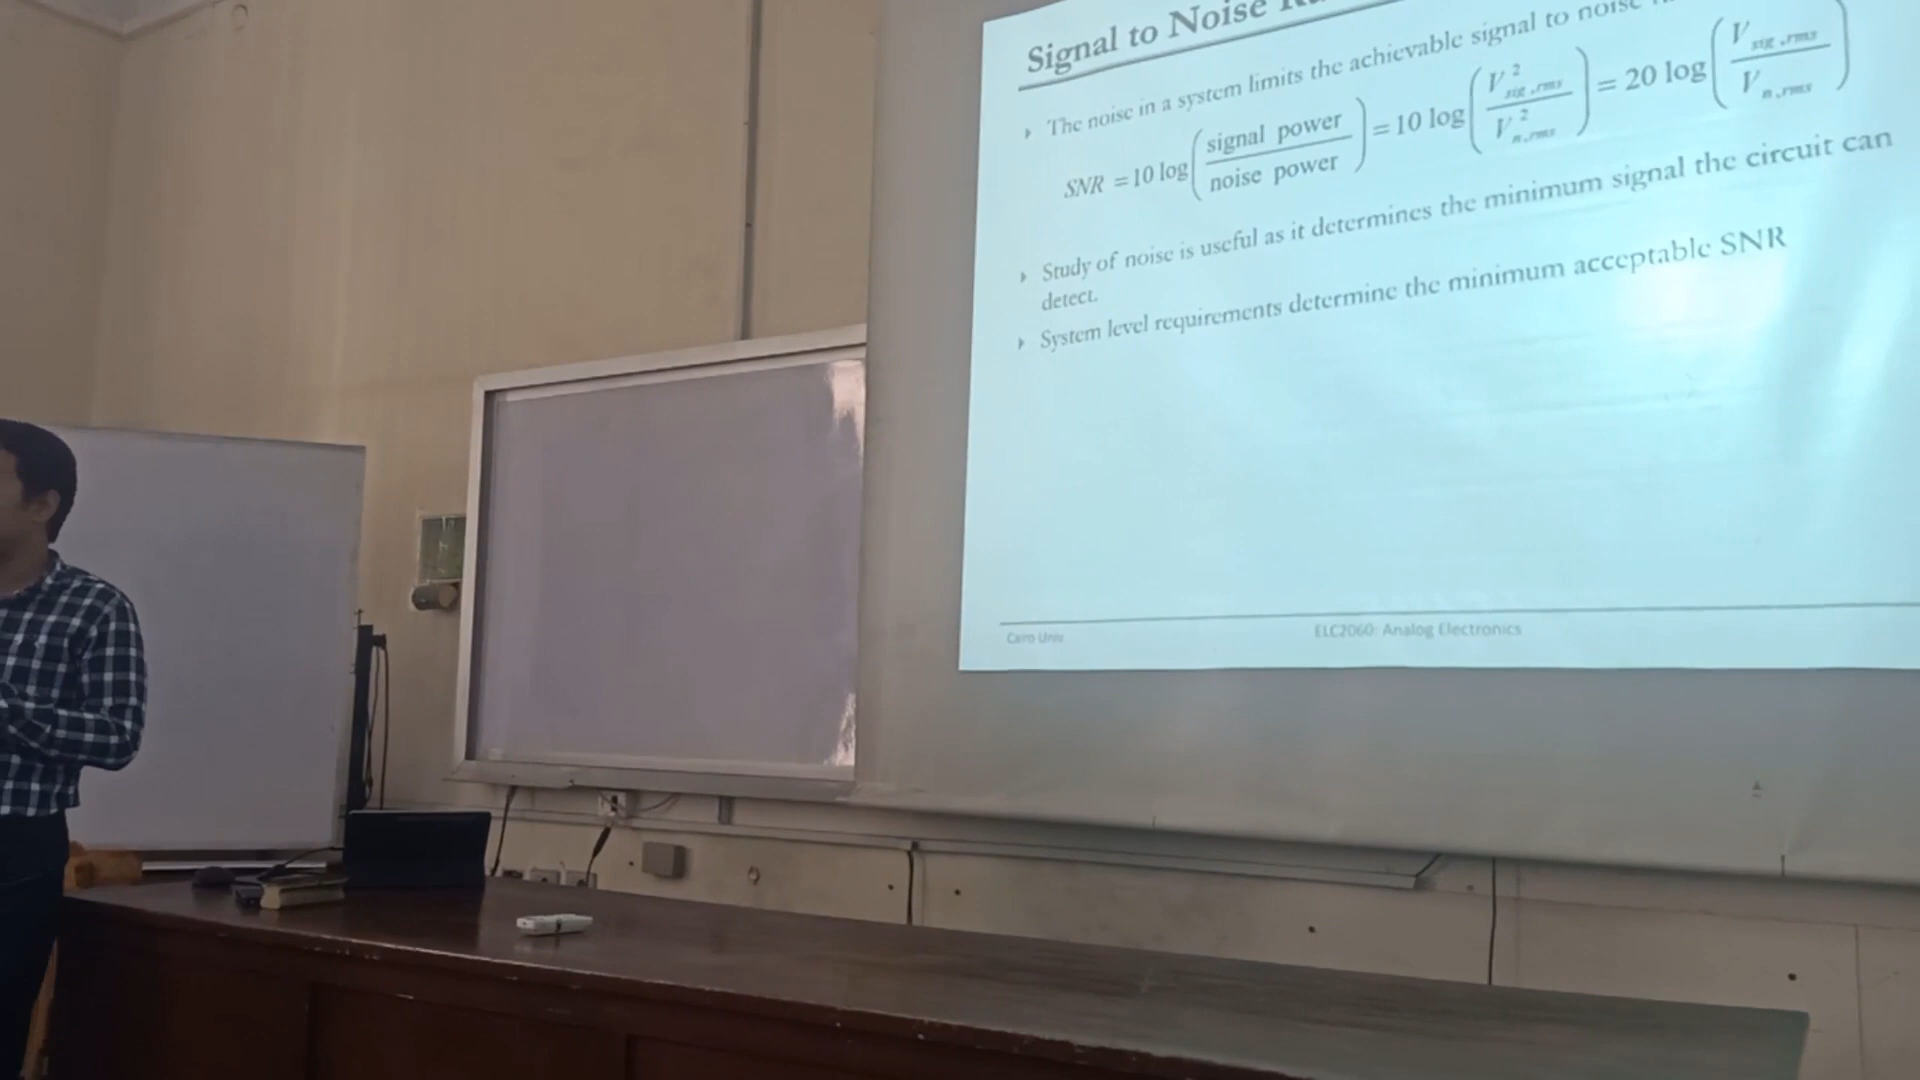 Signal to Noise
The noise in a system limits the achievable signal to noise
SNR = 10 log(signal power / noise power) = 10 log(V²sig,rms / V²n,rms) = 20 log(Vsig,rms / Vn,rms)
Study of noise is useful as it determines the minimum signal the circuit can
detect.
System level requirements determine the minimum acceptable SNR
Cairo Univ
ELC2060: Analog Electronics